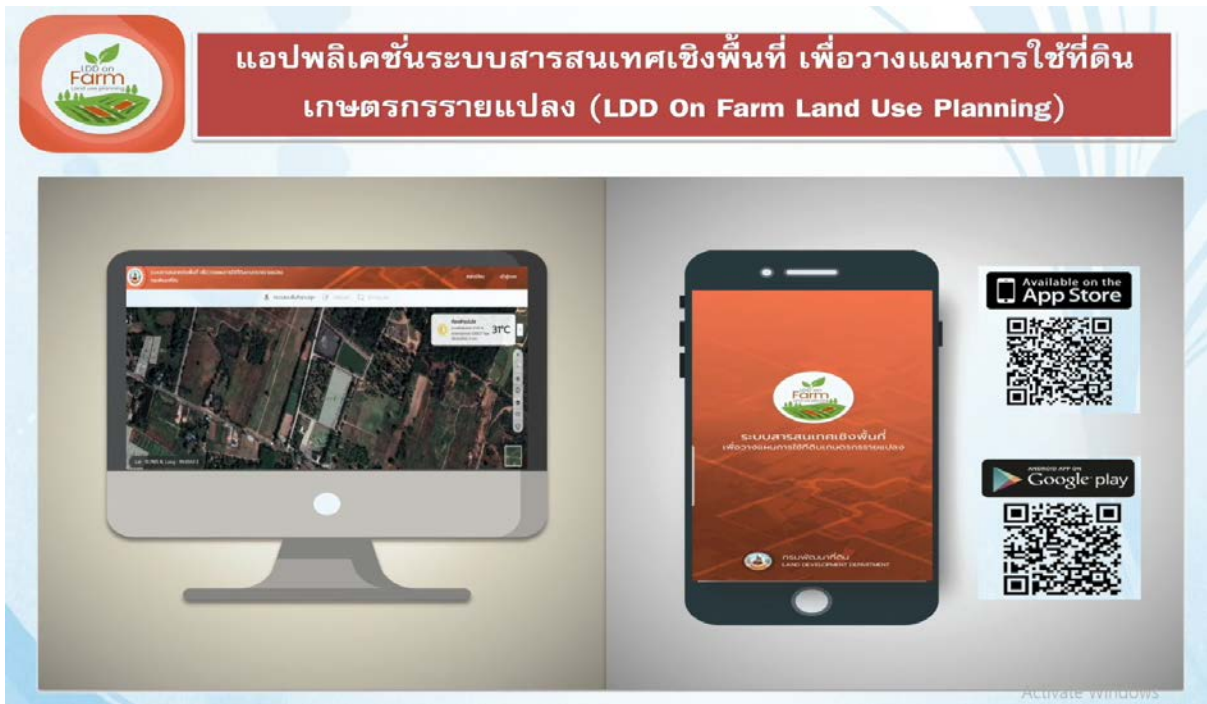 LDD on
Farm
Land use planning
แอปพลิเคชั่นระบบสารสนเทศเชิงพื้นที่ เพื่อวางแผนการใช้ที่ดิน
เกษตรกรรายแปลง (LDD On Farm Land Use Planning)
31°C
LDD on
Farm
ระบบสารสนเทศเชิงพื้นที่
เพื่อวางแผนการใช้ที่ดินเกษตรกรรายแปลง
กรมพัฒนาที่ดิน
LAND DEVELOPMENT DEPARTMENT
Available on the
App Store
ANDROID APP ON
Google play
Activate Windows